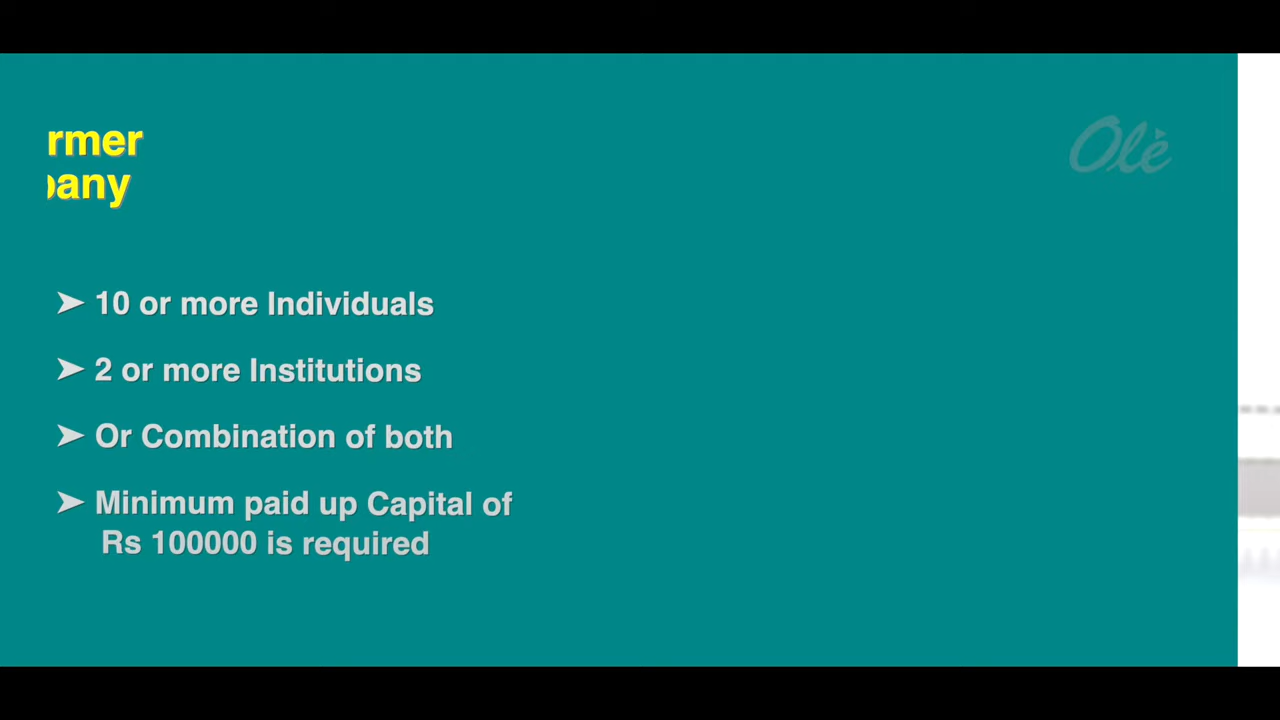 rmer
pany
Olè
➤ 10 or more Individuals
➤ 2 or more Institutions
➤ Or Combination of both
➤ Minimum paid up Capital of
Rs 100000 is required